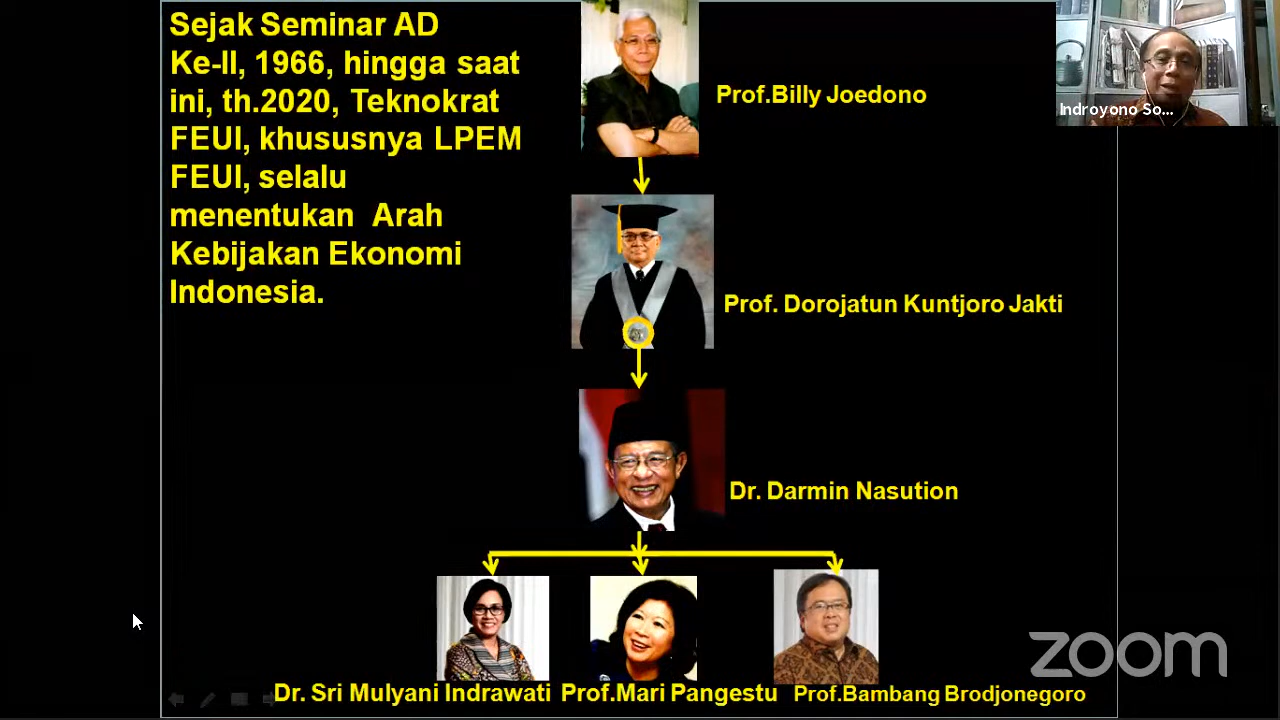 Sejak Seminar AD
Ke-II, 1966, hingga saat
ini, th.2020, Teknokrat
FEUI, khususnya LPEM
FEUI, selalu
menentukan Arah
Kebijakan Ekonomi
Indonesia.
Prof.Billy Joedono
Indroyono So...
Prof. Dorojatun Kuntjoro Jakti
Dr. Darmin Nasution
Dr. Sri Mulyani Indrawati
Prof.Mari Pangestu
Prof.Bambang Brodjonegoro
zoom